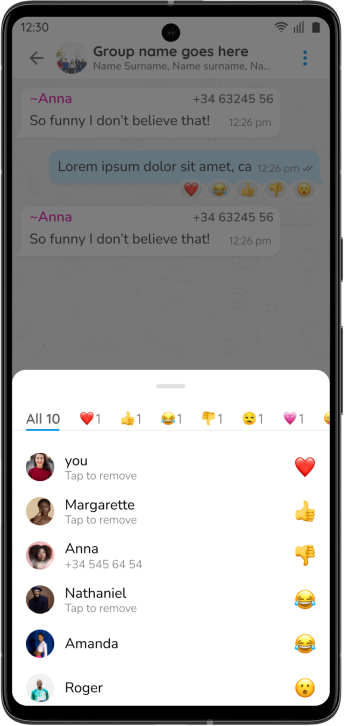 12:30
Group name goes here
Name Surname, Name surname, Na...
~Anna +34 63245 56
So funny I don't believe that! 12:26 pm
Lorem ipsum dolor sit amet, ca 12:26 pm
~Anna +34 63245 56
So funny I don't believe that! 12:26 pm
All 10 ❤️1 👍1 😂1 👎1 😒1 💗1
you
Tap to remove
Margarette
Tap to remove
Anna
+34 545 64 54
Nathaniel
Tap to remove
Amanda
Roger